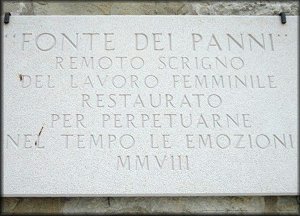 "FONTE DEI PANNI"
REMOTO SCRIGNO
DEL LAVORO FEMMINILE
RESTAURATO
PER PERPETUARNE
NEL TEMPO LE EMOZIONI
MMVIII